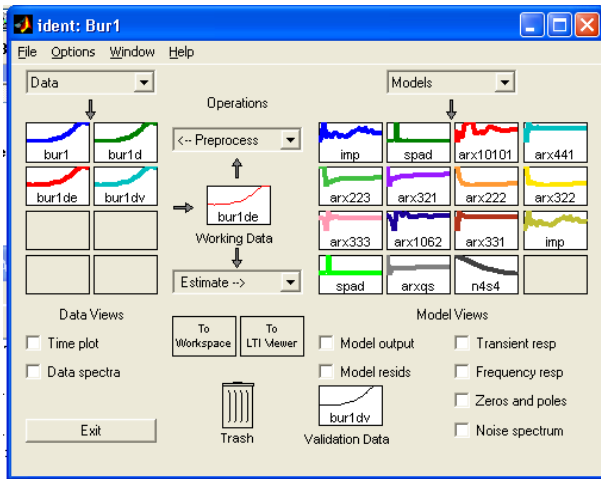 ident: Bur1
File Options Window Help
Data
Models
Operations
<-- Preprocess
bur1 bur1d
bur1de bur1dv
bur1de
Working Data
Estimate -->
imp spad arx10101 arx441
arx223 arx321 arx222 arx322
arx333 arx1062 arx331 imp
spad arxqs n4s4
Data Views
Time plot
Data spectra
Exit
To Workspace
To LTI Viewer
Trash
Model Views
Model output Transient resp
Model resids Frequency resp
Zeros and poles
Noise spectrum
bur1dv
Validation Data